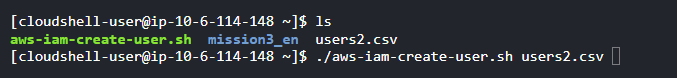 [cloudshell-user@ip-10-6-114-148 ~]$ ls
aws-iam-create-user.sh mission3_en users2.csv
[cloudshell-user@ip-10-6-114-148 ~]$ ./aws-iam-create-user.sh users2.csv